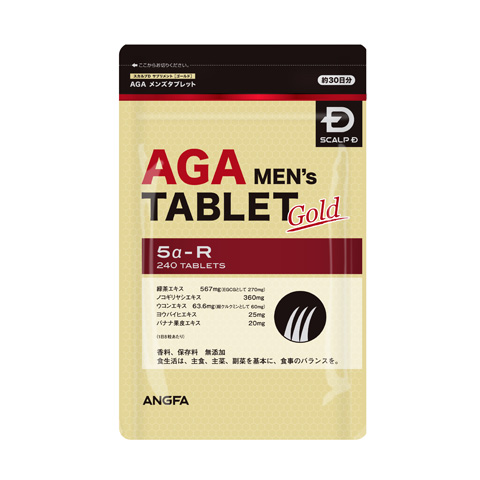 ←ここからお切りください。
スカルプD サプリメント［ゴールド］
AGA メンズタブレット
約30日分
D
SCALP D
AGA MEN's
TABLET
Gold
5α-R
240 TABLETS
緑茶エキス 567mg(EGCGとして 270mg)
ノコギリヤシエキス 360mg
ウコンエキス 63.6mg(総クルクミンとして 60mg)
ヨウバイヒエキス 25mg
バナナ果皮エキス 20mg
(1日8粒あたり)
香料、保存料 無添加
食生活は、主食、主菜、副菜を基本に、食事のバランスを。
ANGFA